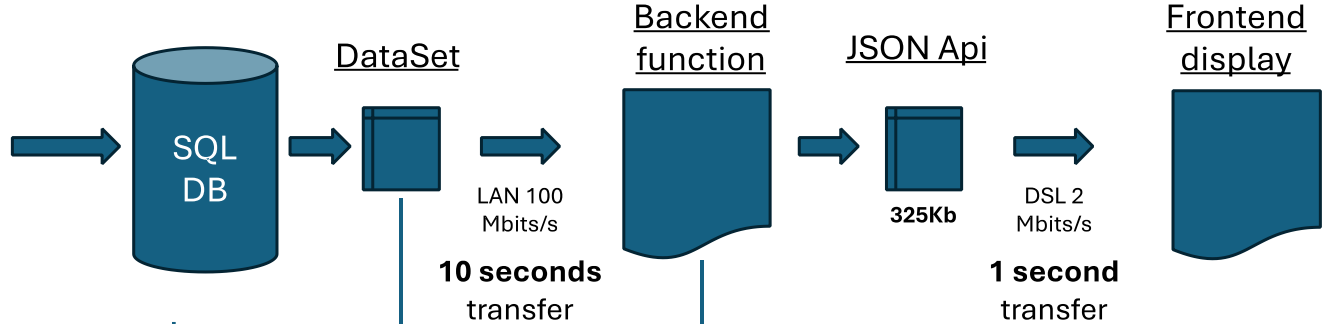 DataSet
Backend
function
JSON Api
Frontend
display
SQL
DB
LAN 100
Mbits/s
10 seconds
transfer
325Kb
DSL 2
Mbits/s
1 second
transfer